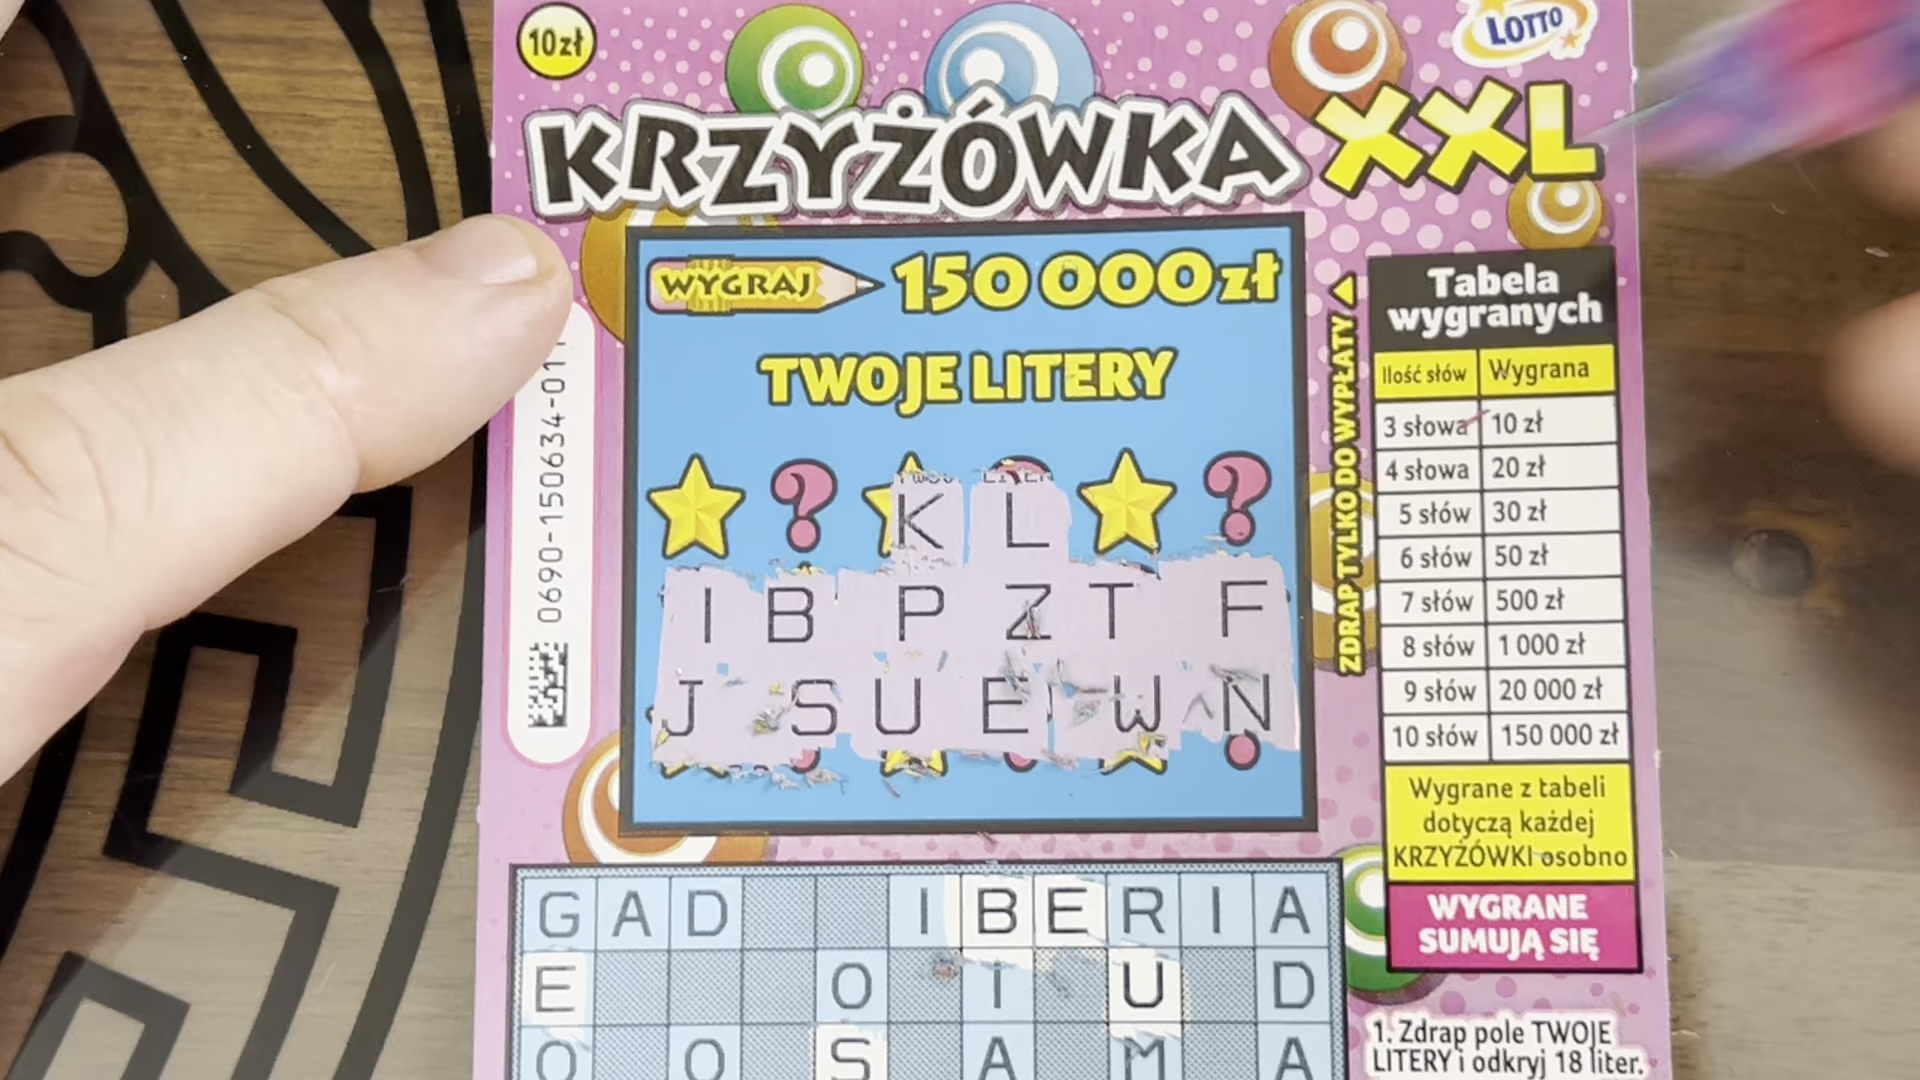 10 zł
LOTTO
KRZYŻÓWKA XXL
WYGRAJ 150 000 zł
TWOJE LITERY
K L
I B P Z T F
J S U E W N
0690-150634-01
ZDRAP TYLKO DO WYPŁATY
Tabela
wygranych
Ilość słów Wygrana
3 słowa 10 zł
4 słowa 20 zł
5 słów 30 zł
6 słów 50 zł
7 słów 500 zł
8 słów 1 000 zł
9 słów 20 000 zł
10 słów 150 000 zł
Wygrane z tabeli
dotyczą każdej
KRZYŻÓWKI osobno
WYGRANE
SUMUJĄ SIĘ
G A D I B E R I A
E O I U D
O O S A M A
1. Zdrap pole TWOJE
LITERY i odkryj 18 liter.